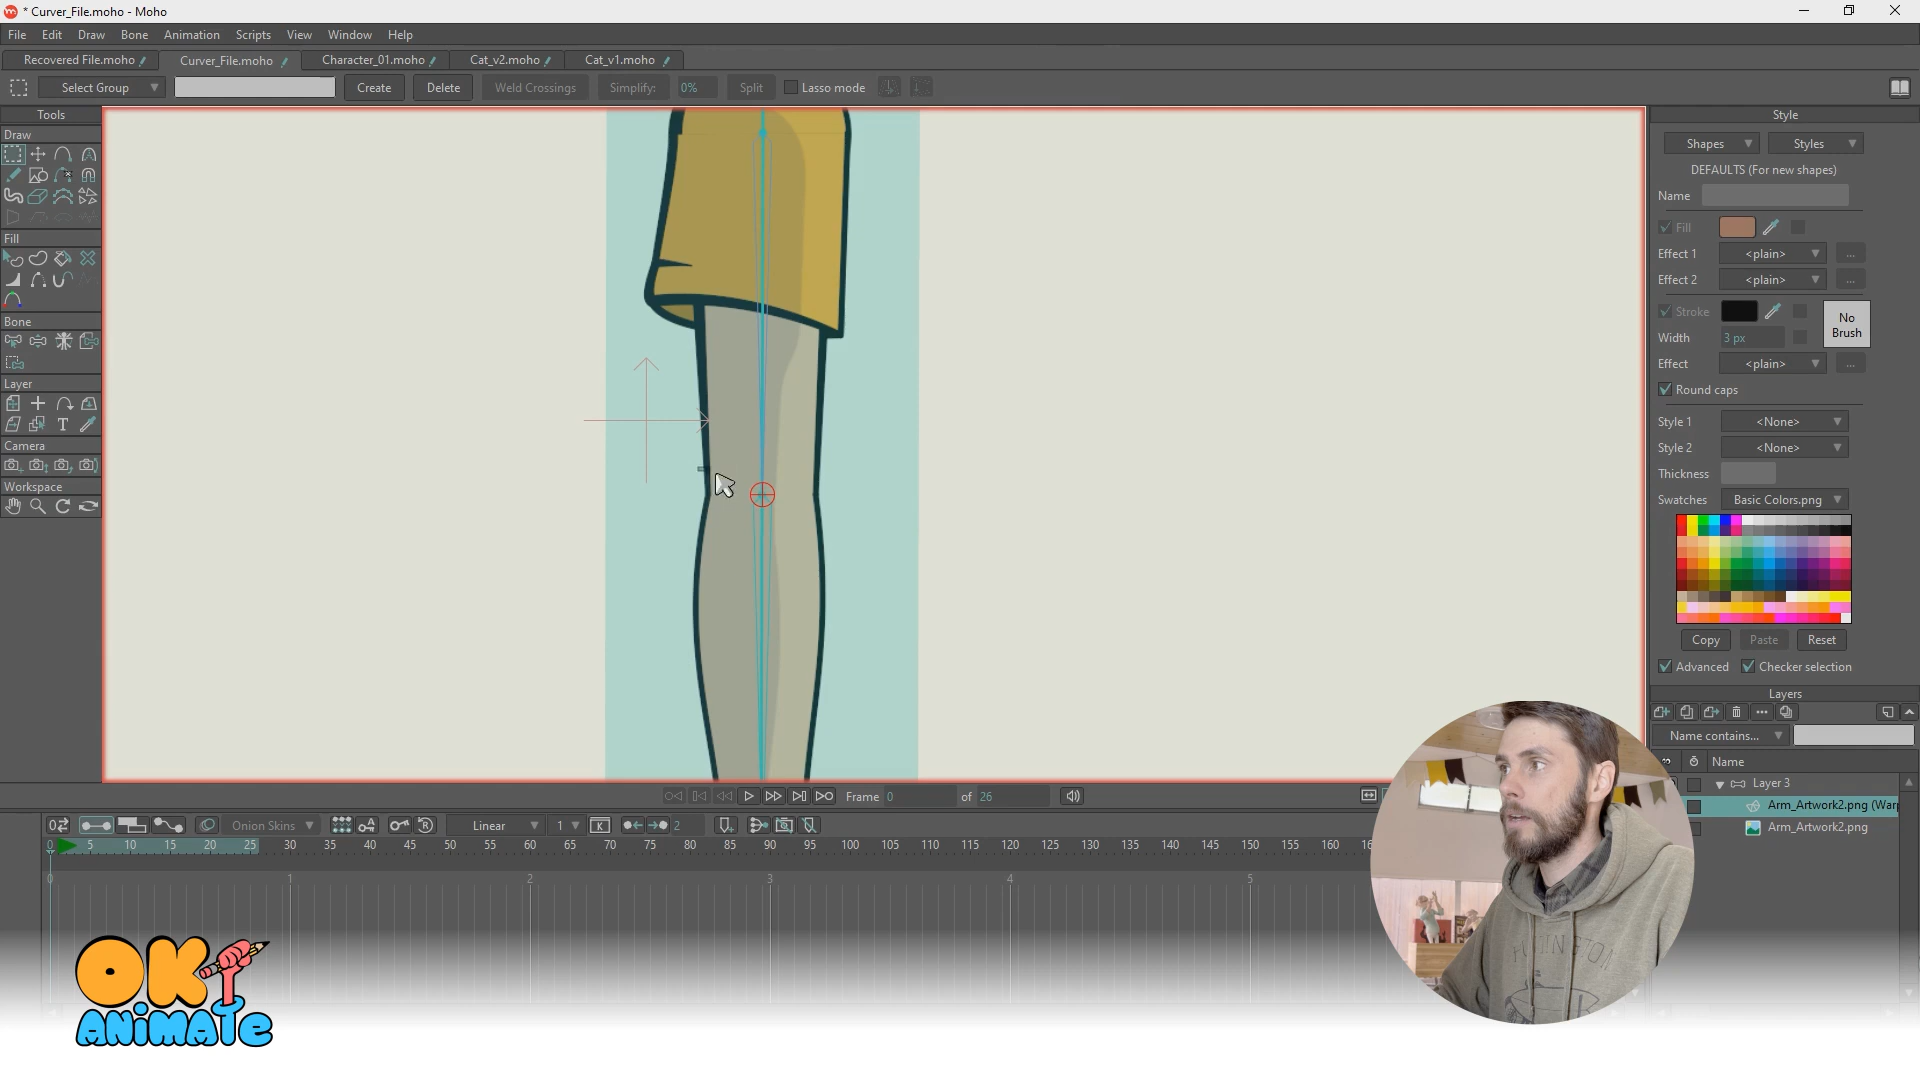 * Curver_File.moho - Moho
File Edit Draw Bone Animation Scripts View Window Help
Recovered File.moho Curver_File.moho Character_01.moho Cat_v2.moho Cat_v1.moho
Select Group Create Delete Weld Crossings Simplify: 0% Split Lasso mode
Tools
Draw
Fill
Bone
Layer
Camera
Workspace
Style
Shapes Styles
DEFAULTS (For new shapes)
Name
Fill
Effect 1 <plain> ...
Effect 2 <plain> ...
Stroke
No Brush
Width 3 px
Effect <plain> ...
Round caps
Style 1 <None>
Style 2 <None>
Thickness
Swatches Basic Colors.png
Copy Paste Reset
Advanced Checker selection
Layers
Name contains...
Name
Layer 3
Arm_Artwork2.png (Warp
Arm_Artwork2.png
Frame 0 of 26
Onion Skins Linear 1 2
0 5 10 15 20 25 30 35 40 45 50 55 60 65 70 75 80 85 90 95 100 105 110 115 120 125 130 135 140 145 150 155 160
0 1 2 3 4 5
OK
ANiMATe